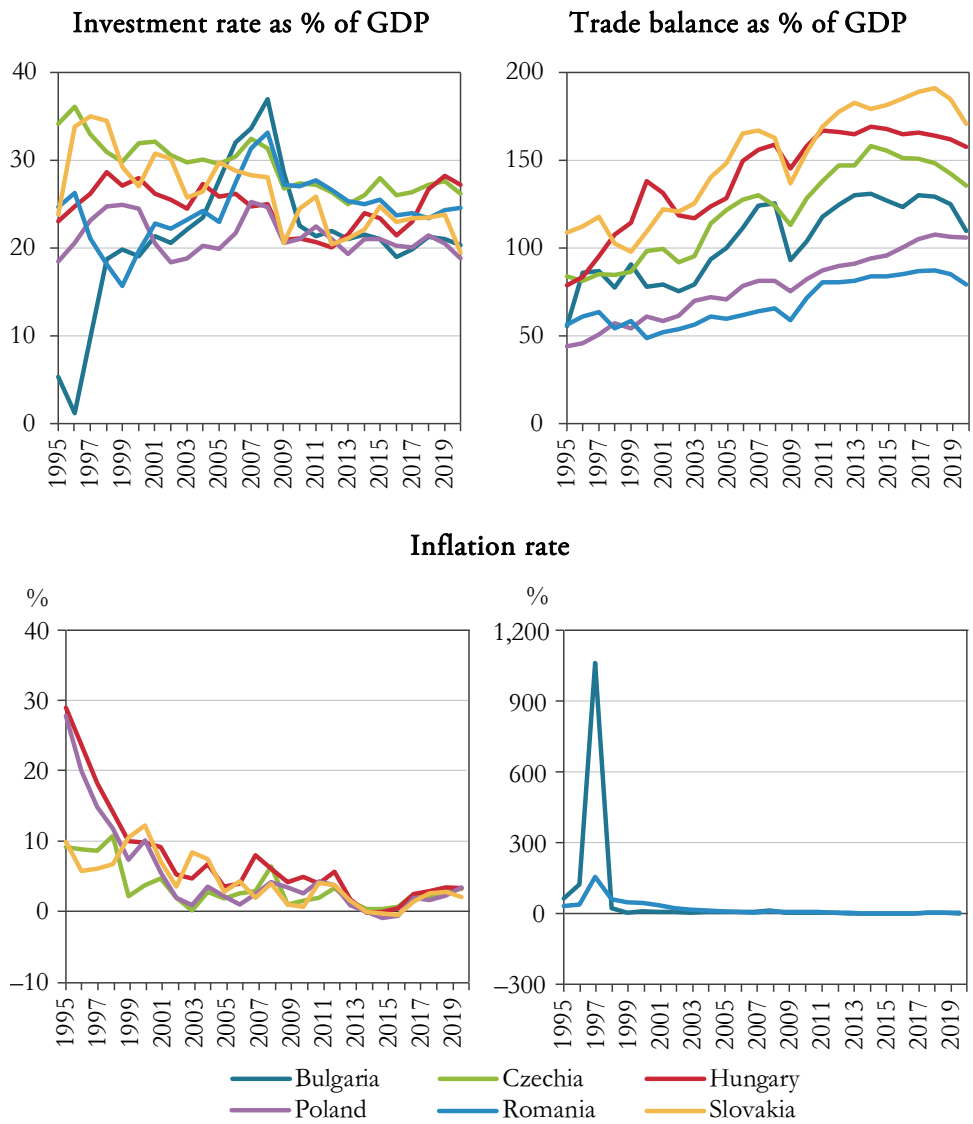 Investment rate as % of GDP
40
30
20
10
0
1995 1997 1999 2001 2003 2005 2007 2009 2011 2013 2015 2017 2019
Trade balance as % of GDP
200
150
100
50
0
1995 1997 1999 2001 2003 2005 2007 2009 2011 2013 2015 2017 2019
Inflation rate
%
40
30
20
10
0
–10
1995 1997 1999 2001 2003 2005 2007 2009 2011 2013 2015 2017 2019
%
1,200
900
600
300
0
–300
1995 1997 1999 2001 2003 2005 2007 2009 2011 2013 2015 2017 2019
Bulgaria Czechia Hungary
Poland Romania Slovakia